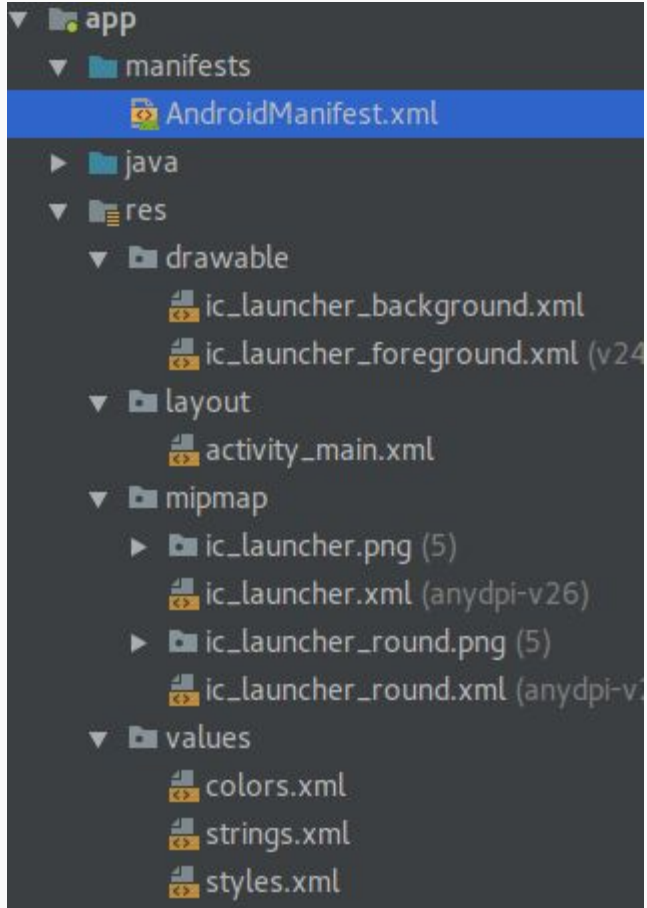 app
manifests
AndroidManifest.xml
java
res
drawable
ic_launcher_background.xml
ic_launcher_foreground.xml (v24
layout
activity_main.xml
mipmap
ic_launcher.png (5)
ic_launcher.xml (anydpi-v26)
ic_launcher_round.png (5)
ic_launcher_round.xml (anydpi-v2
values
colors.xml
strings.xml
styles.xml